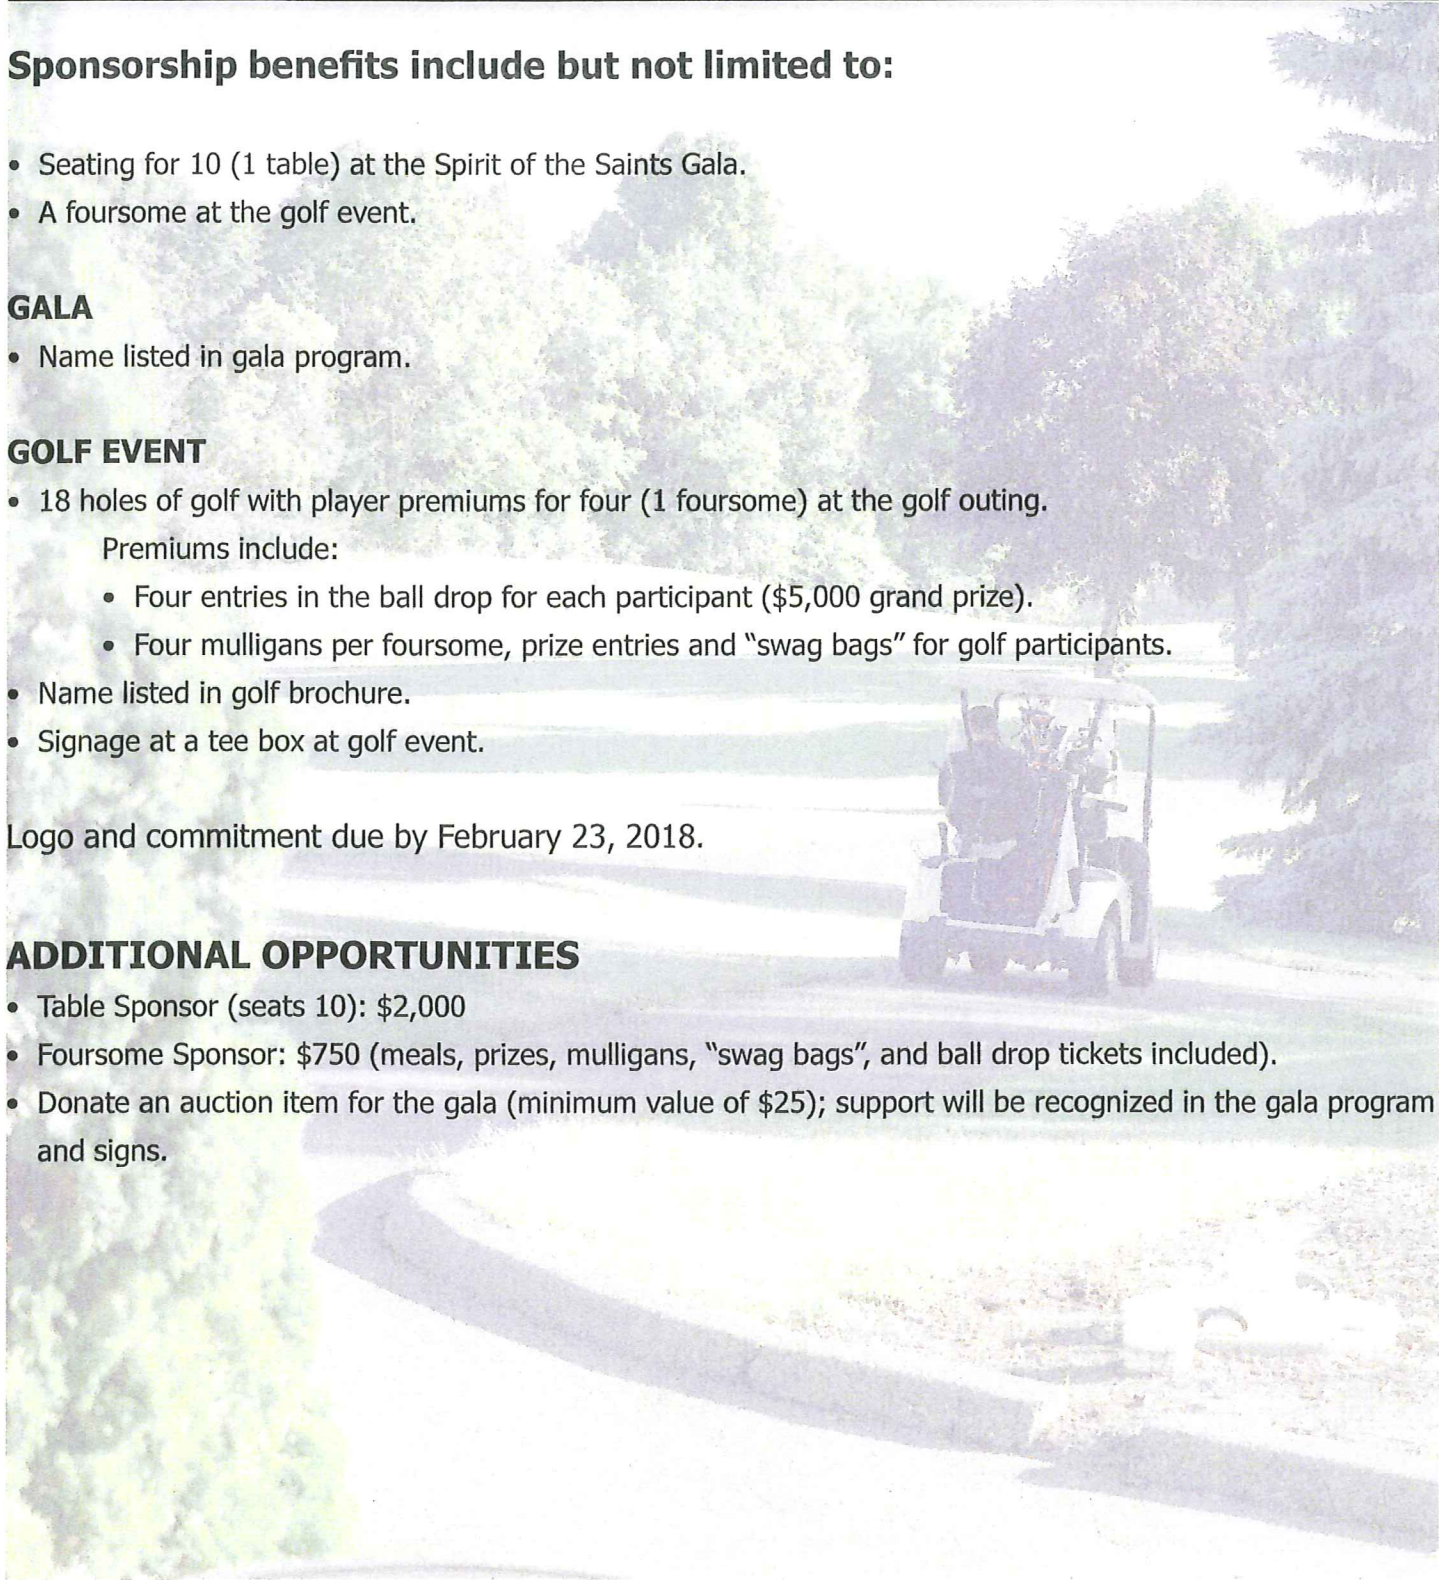 Sponsorship benefits include but not limited to:
• Seating for 10 (1 table) at the Spirit of the Saints Gala.
• A foursome at the golf event.
GALA
• Name listed in gala program.
GOLF EVENT
• 18 holes of golf with player premiums for four (1 foursome) at the golf outing.
Premiums include:
• Four entries in the ball drop for each participant ($5,000 grand prize).
• Four mulligans per foursome, prize entries and “swag bags” for golf participants.
• Name listed in golf brochure.
• Signage at a tee box at golf event.
Logo and commitment due by February 23, 2018.
ADDITIONAL OPPORTUNITIES
• Table Sponsor (seats 10): $2,000
• Foursome Sponsor: $750 (meals, prizes, mulligans, “swag bags”, and ball drop tickets included).
• Donate an auction item for the gala (minimum value of $25); support will be recognized in the gala program
and signs.